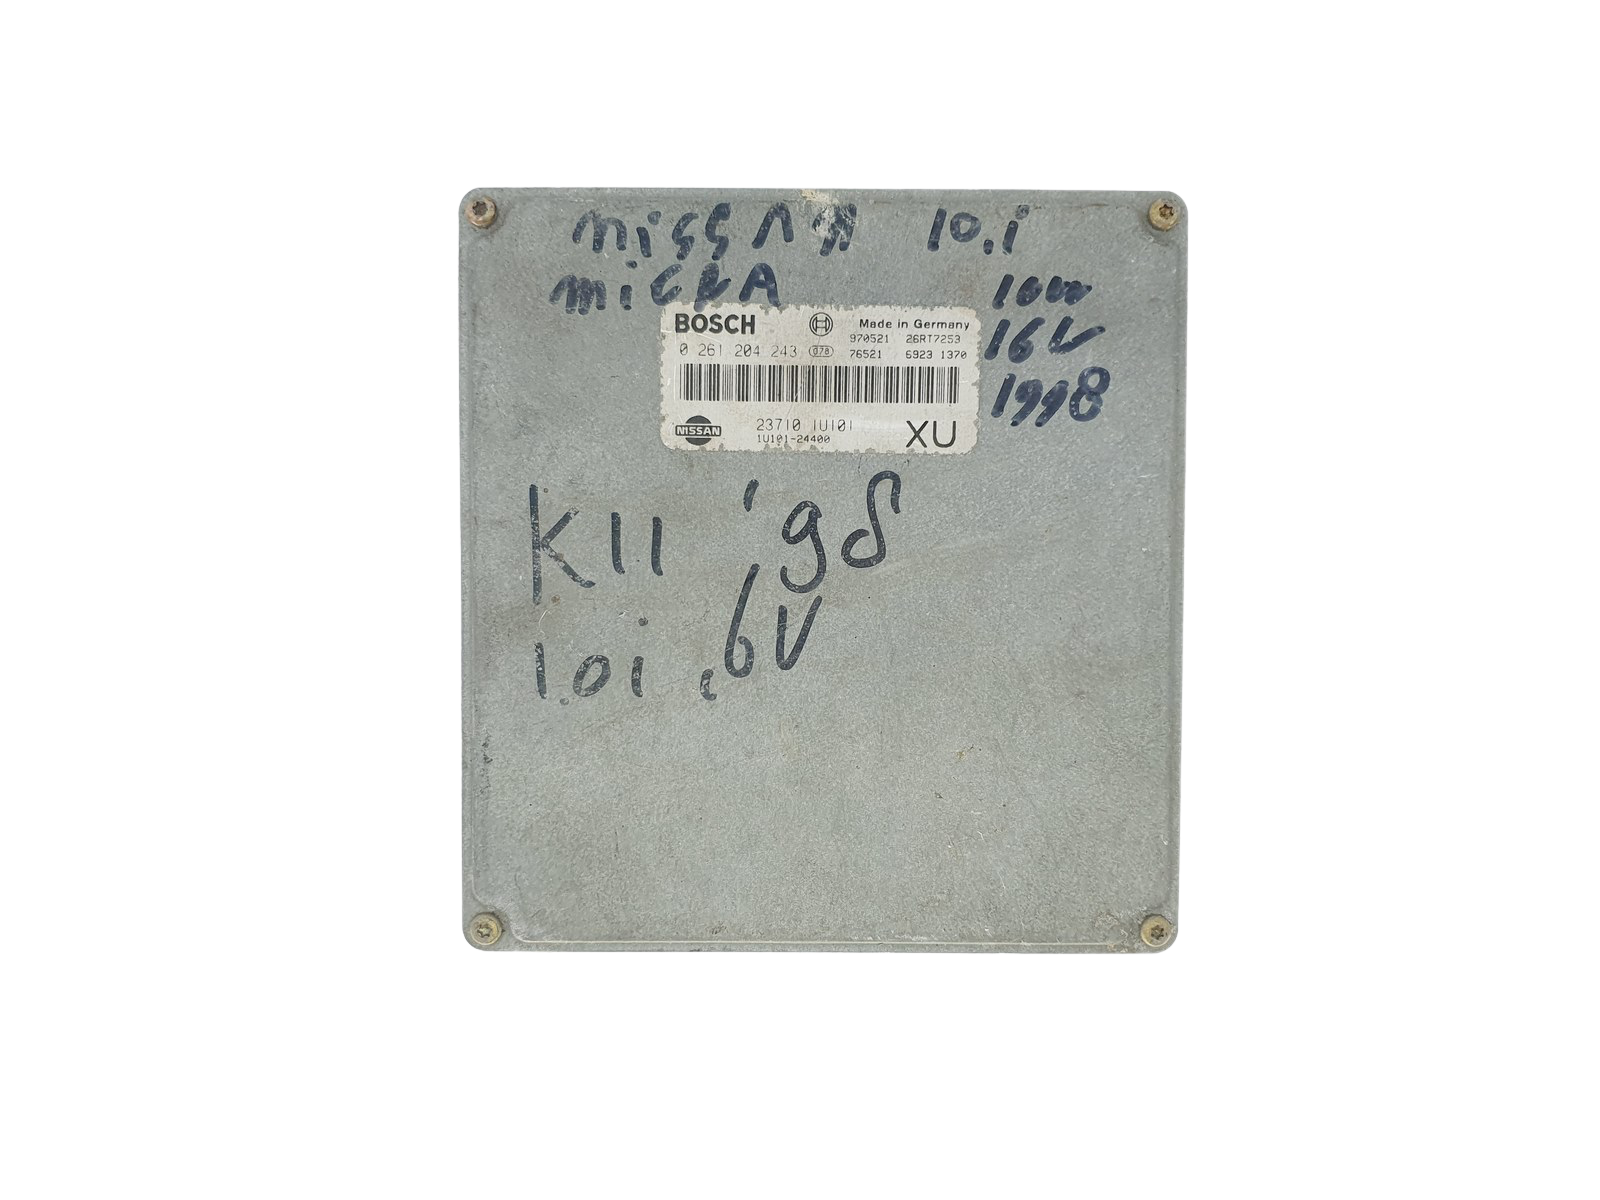 nissAn 10.i
micRA
1000
16V
1998
BOSCH Made in Germany
970521 26RT7253
0 261 204 243 078
76521 6923 1370
NISSAN 23710 1U101 XU
1U101-24400
K11 '98
1.0i 16V